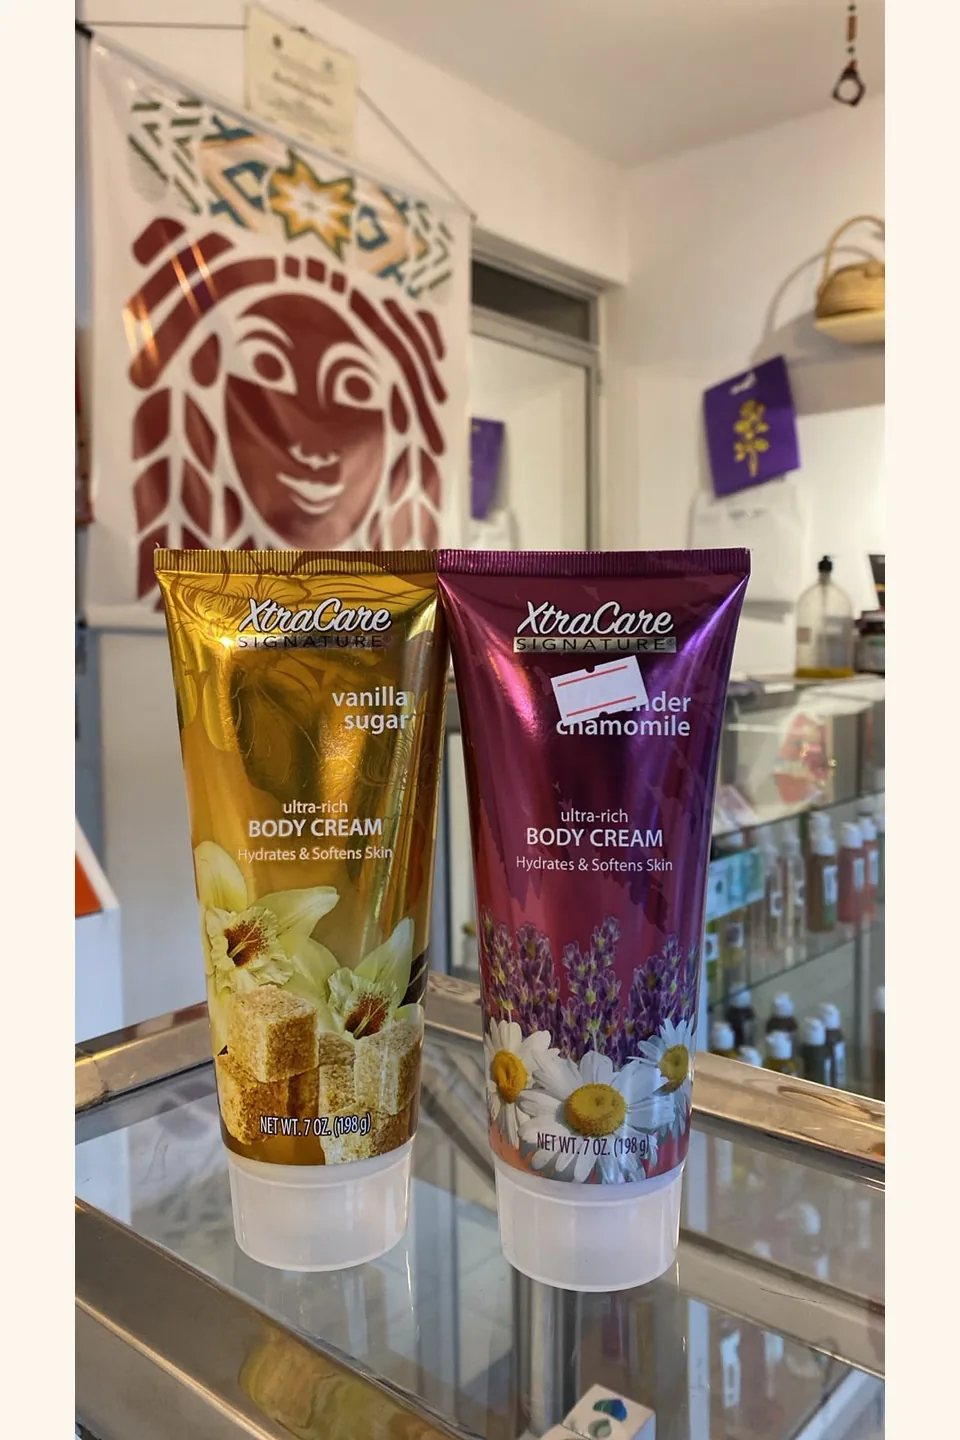 XtraCare
SIGNATURE
vanilla
sugar
ultra-rich
BODY CREAM
Hydrates & Softens Skin
NET WT. 7 OZ. (198 g)
XtraCare
SIGNATURE
nder
chamomile
ultra-rich
BODY CREAM
Hydrates & Softens Skin
NET WT. 7 OZ. (198 g)